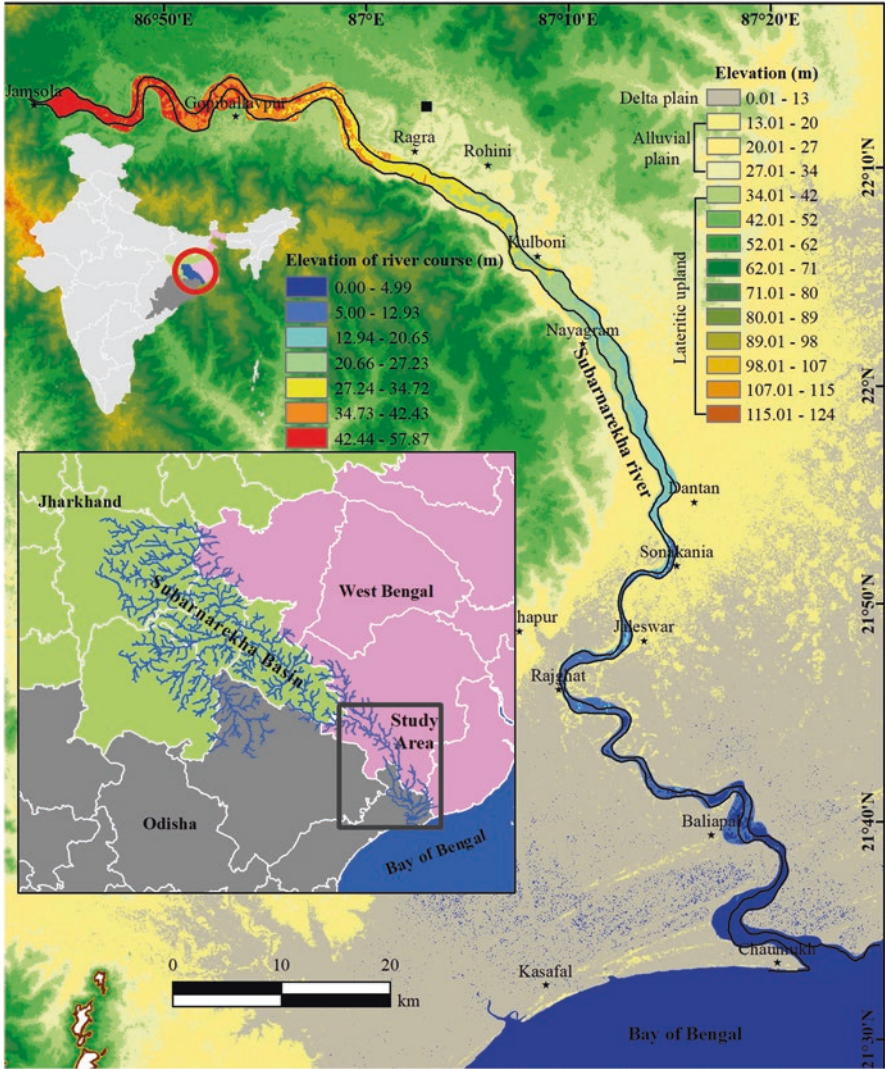 86°50'E
87°E
87°10'E
87°20'E
Jamsola
Gopiballavpur
Ragra
Rohini
Kulboni
Nayagram
Subarnarekha river
Dantan
Sonakania
hapur
Jaleswar
Rajghat
Baliapal
Chaumukh
Kasafal
Bay of Bengal
Elevation (m)
Delta plain
0.01 - 13
Alluvial plain
13.01 - 20
20.01 - 27
27.01 - 34
Lateritic upland
34.01 - 42
42.01 - 52
52.01 - 62
62.01 - 71
71.01 - 80
80.01 - 89
89.01 - 98
98.01 - 107
107.01 - 115
115.01 - 124
Elevation of river course (m)
0.00 - 4.99
5.00 - 12.93
12.94 - 20.65
20.66 - 27.23
27.24 - 34.72
34.73 - 42.43
42.44 - 57.87
Jharkhand
West Bengal
Subarnarekha Basin
Study
Area
Odisha
Bay of Bengal
0 10 20
km
22°10'N
22°N
21°50'N
21°40'N
21°30'N